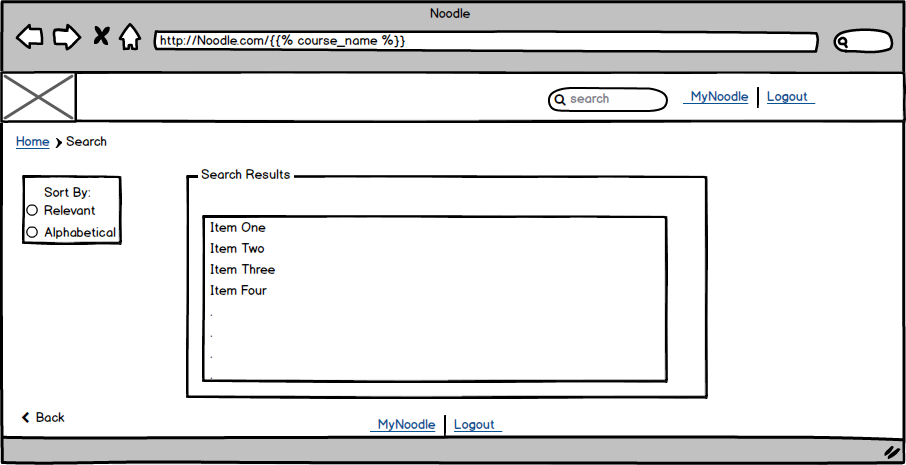 Noodle
http://Noodle.com/{{% course_name %}}
search
MyNoodle
Logout
Home
Search
Sort By:
Relevant
Alphabetical
Search Results
Item One
Item Two
Item Three
Item Four
.
.
.
.
Back
MyNoodle
Logout